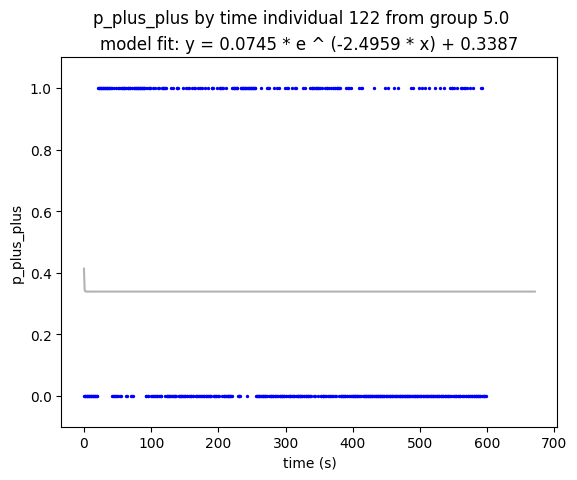 p_plus_plus by time individual 122 from group 5.0
model fit: y = 0.0745 * e ^ (-2.4959 * x) + 0.3387
1.0
0.8
0.6
0.4
0.2
0.0
p_plus_plus
0 100 200 300 400 500 600 700
time (s)